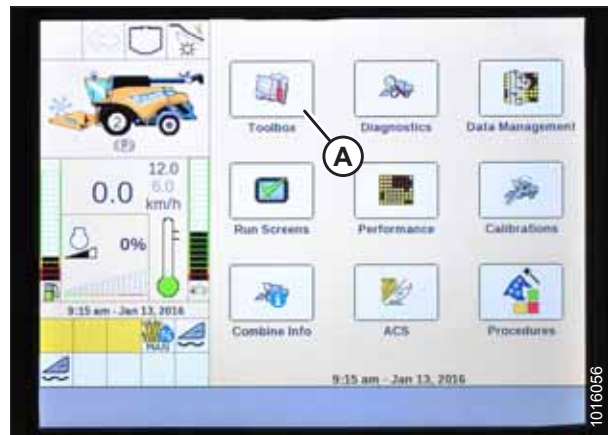 2
(P)
12.0
6.0
0.0
km/h
0%
9:15 am - Jan 13, 2016
MAN
Toolbox
Diagnostics
Data Management
A
Run Screens
Performance
Calibrations
Combine Info
ACS
Procedures
9:15 am - Jan 13, 2016
1016056